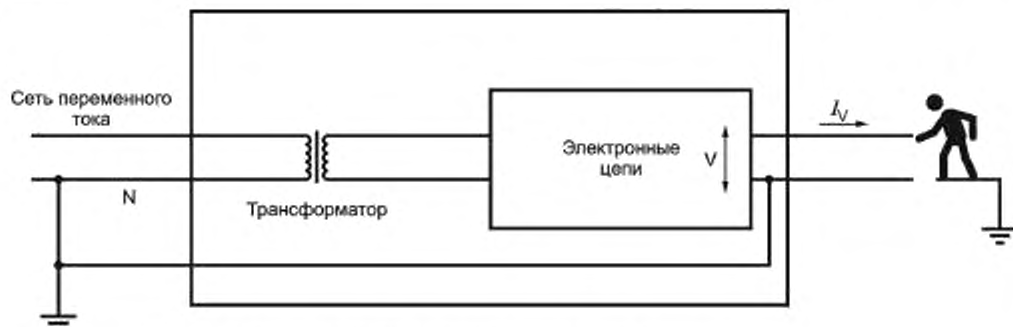 Сеть переменного
тока
N
Трансформатор
Электронные
цепи
V
I_V